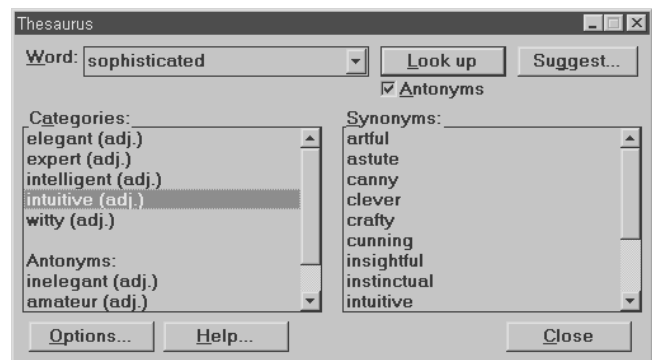 Thesaurus
Word: sophisticated Look up Suggest...
Antonyms
Categories:
elegant (adj.)
expert (adj.)
intelligent (adj.)
intuitive (adj.)
witty (adj.)
Antonyms:
inelegant (adj.)
amateur (adj.)
Synonyms:
artful
astute
canny
clever
crafty
cunning
insightful
instinctual
intuitive
Options... Help... Close